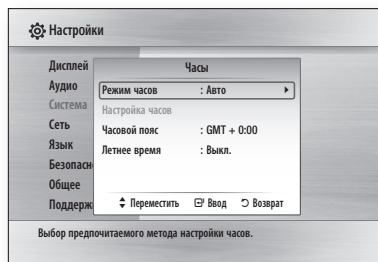 Настройки
Дисплей
Аудио
Система
Сеть
Язык
Безопасн
Общее
Поддерж
Часы
Режим часов : Авто
Настройка часов
Часовой пояс : GMT + 0:00
Летнее время : Выкл.
Переместить Ввод Возврат
Выбор предпочитаемого метода настройки часов.